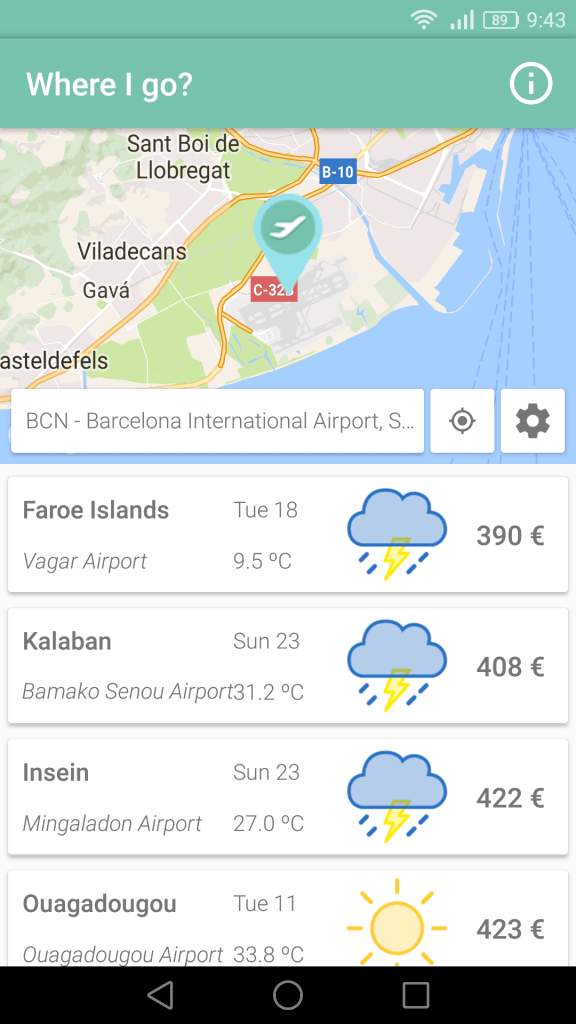 89 9:43
Where I go?
Sant Boi de
Llobregat
B-10
Viladecans
Gavá
C-32B
asteldefels
BCN - Barcelona International Airport, S...
Faroe Islands Tue 18
390 €
Vagar Airport 9.5 ºC
Kalaban Sun 23
408 €
Bamako Senou Airport 31.2 ºC
Insein Sun 23
422 €
Mingaladon Airport 27.0 ºC
Ouagadougou Tue 11
423 €
Ouagadougou Airport 33.8 ºC